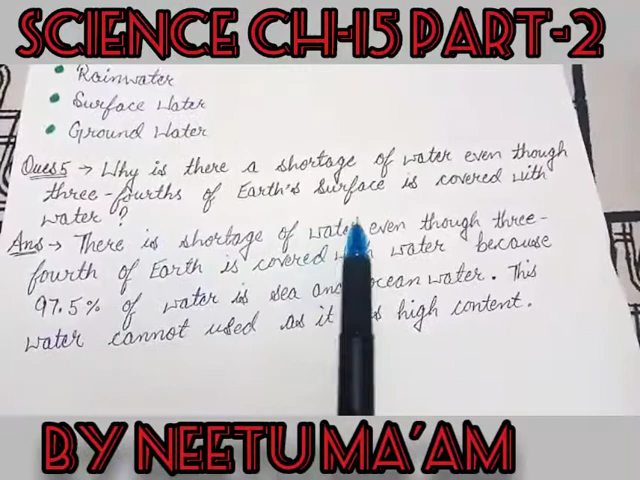 SCIENCE CH-15 PART-2
Rainwater
Surface Water
Ground Water
Ques 5 → Why is there a shortage of water even though
three-fourths of Earth's Surface is covered with
water ?
Ans → There is shortage of water even though three-
fourth of Earth is covered water because
97.5% of water is sea and ocean water. This
water cannot used as it high content.
BY NEETU MA'AM